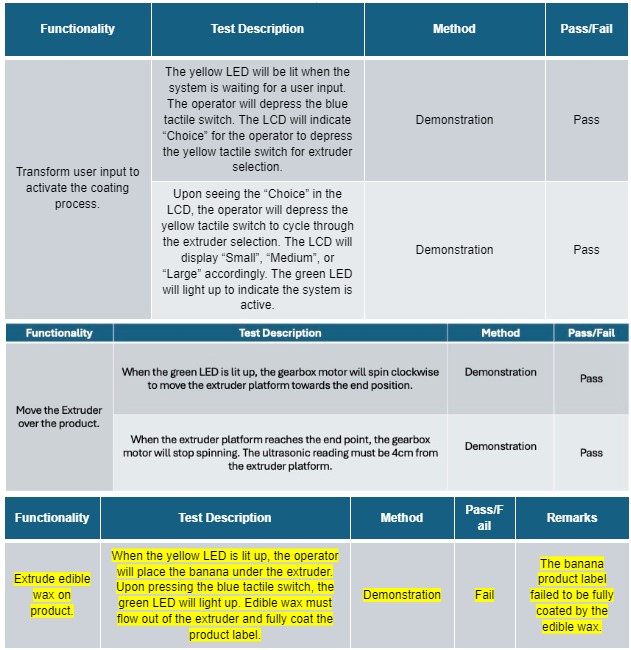 Functionality Test Description Method Pass/Fail
Transform user input to
activate the coating
process.
The yellow LED will be lit when the
system is waiting for a user input.
The operator will depress the blue
tactile switch. The LCD will indicate
“Choice” for the operator to depress
the yellow tactile switch for extruder
selection.
Demonstration
Pass
Upon seeing the “Choice” in the
LCD, the operator will depress the
yellow tactile switch to cycle through
the extruder selection. The LCD will
display “Small”, “Medium”, or
“Large” accordingly. The green LED
will light up to indicate the system is
active.
Demonstration
Pass
Functionality Test Description Method Pass/Fail
Move the Extruder
over the product.
When the green LED is lit up, the gearbox motor will spin clockwise
to move the extruder platform towards the end position.
Demonstration
Pass
When the extruder platform reaches the end point, the gearbox
motor will stop spinning. The ultrasonic reading must be 4cm from
the extruder platform.
Demonstration
Pass
Functionality Test Description Method Pass/F
ail
Remarks
Extrude edible
wax on
product.
When the yellow LED is lit up, the operator
will place the banana under the extruder.
Upon pressing the blue tactile switch, the
green LED will light up. Edible wax must
flow out of the extruder and fully coat the
product label.
Demonstration
Fail
The banana
product label
failed to be fully
coated by the
edible wax.